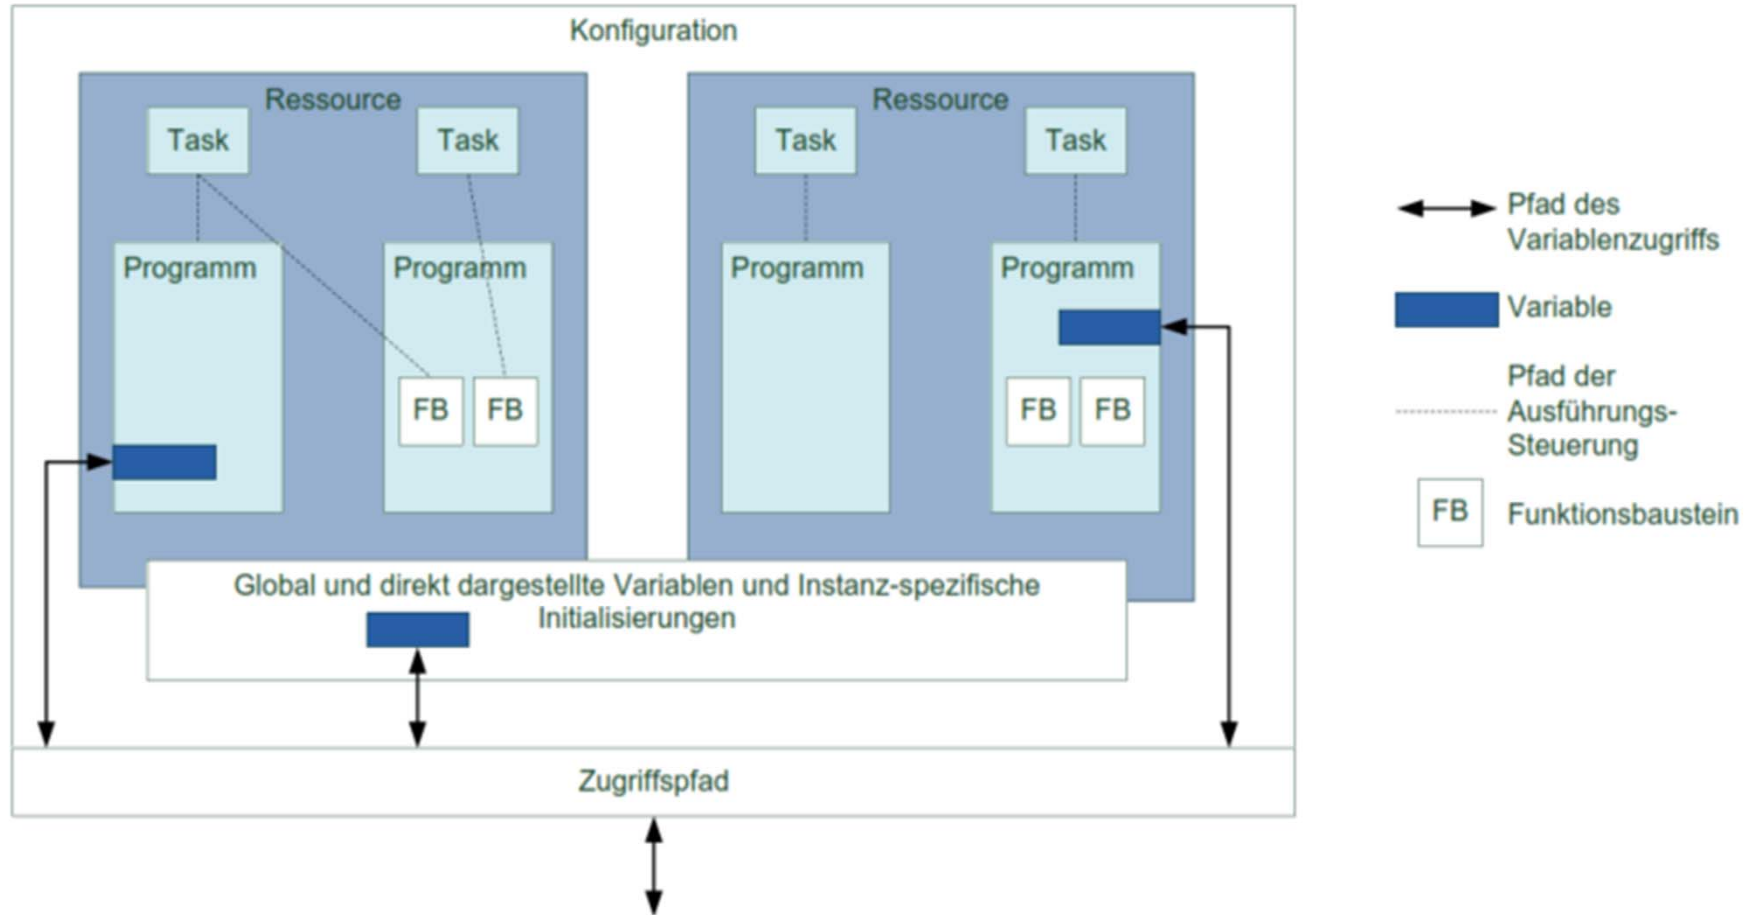 Konfiguration
Ressource
Ressource
Task
Task
Task
Task
Programm
Programm
Programm
Programm
FB
FB
FB
FB
Global und direkt dargestellte Variablen und Instanz-spezifische
Initialisierungen
Zugriffspfad
Pfad des
Variablenzugriffs
Variable
Pfad der
Ausführungs-
Steuerung
FB
Funktionsbaustein